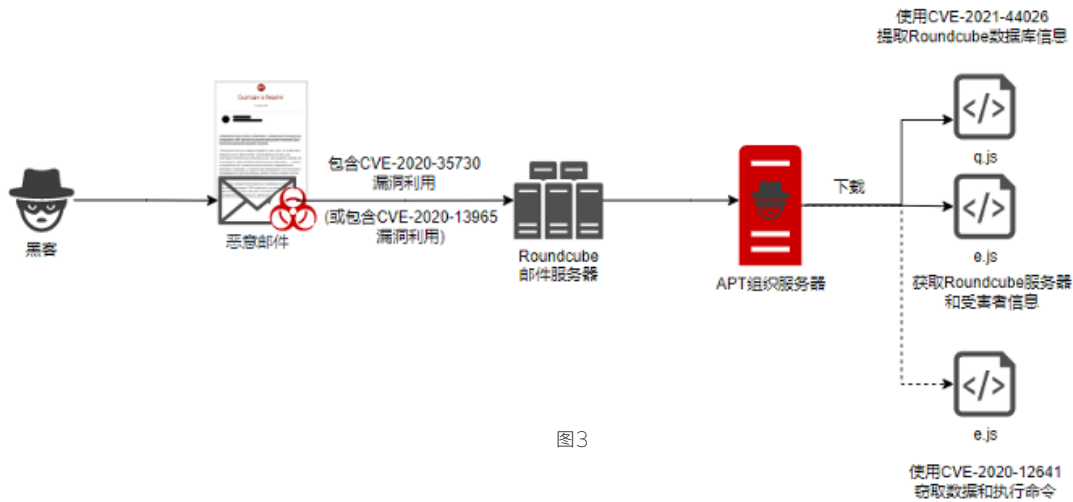 使用CVE-2021-44026
提取Roundcube数据库信息
</>
q.js
包含CVE-2020-35730
漏洞利用
(或包含CVE-2020-13965
漏洞利用)
下载
</>
黑客
恶意邮件
Roundcube
邮件服务器
APT组织服务器
e.js
获取Roundcube服务器
和受害者信息
</>
e.js
图3
使用CVE-2020-12641
窃取数据和执行命令